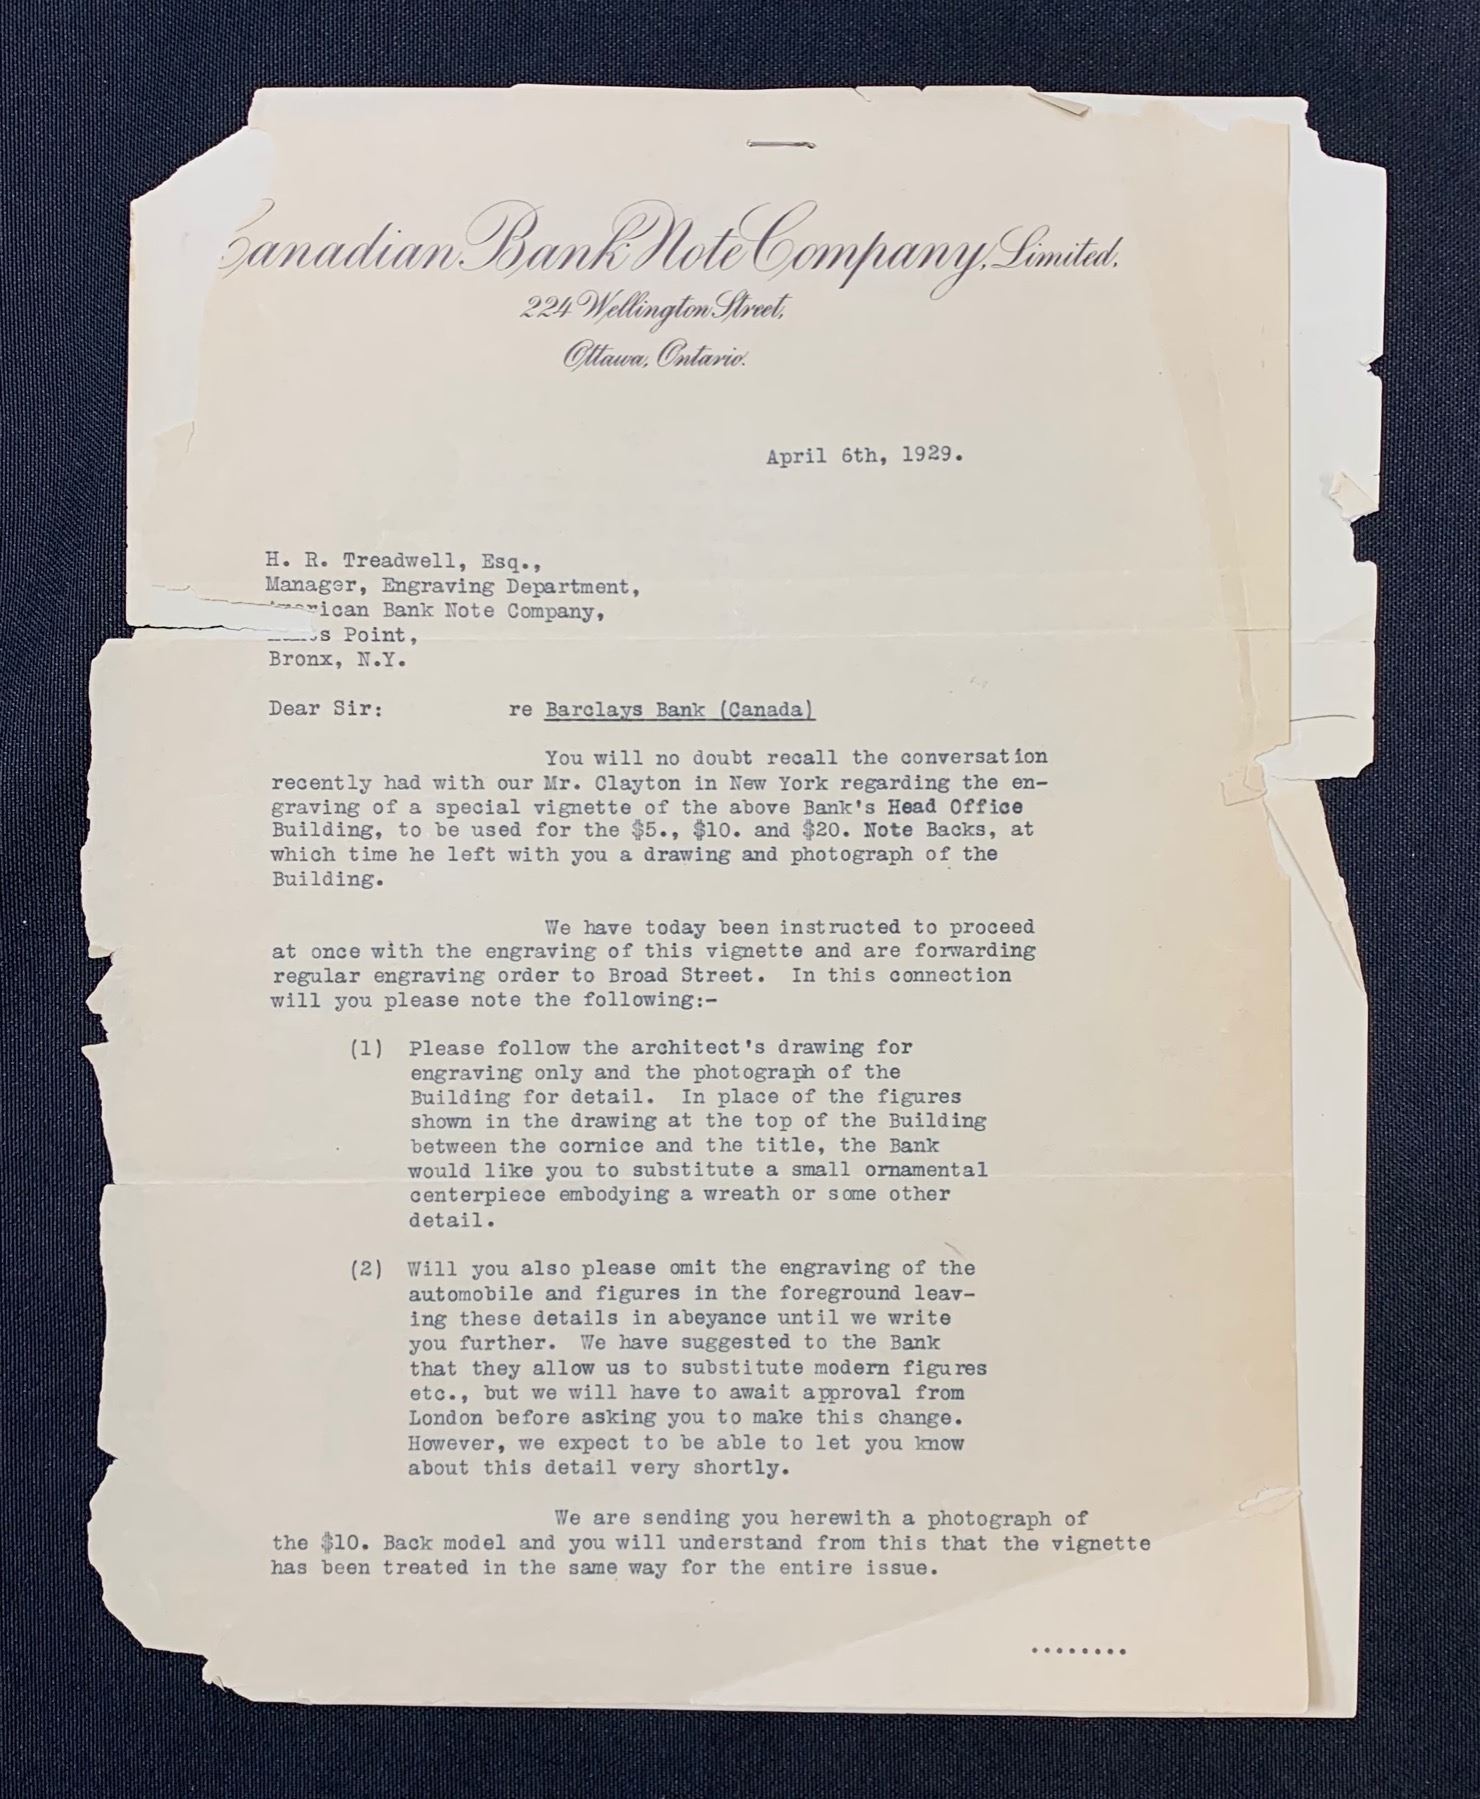 Canadian Bank Note Company, Limited.
224 Wellington Street,
Ottawa, Ontario.
April 6th, 1929.
H. R. Treadwell, Esq.,
Manager, Engraving Department,
American Bank Note Company,
Point,
Bronx, N.Y.
Dear Sir: re Barclays Bank (Canada)
You will no doubt recall the conversation
recently had with our Mr. Clayton in New York regarding the en-
graving of a special vignette of the above Bank's Head Office
Building, to be used for the $5., $10. and $20. Note Backs, at
which time he left with you a drawing and photograph of the
Building.
We have today been instructed to proceed
at once with the engraving of this vignette and are forwarding
regular engraving order to Broad Street. In this connection
will you please note the following:-
(1) Please follow the architect's drawing for
engraving only and the photograph of the
Building for detail. In place of the figures
shown in the drawing at the top of the Building
between the cornice and the title, the Bank
would like you to substitute a small ornamental
centerpiece embodying a wreath or some other
detail.
(2) Will you also please omit the engraving of the
automobile and figures in the foreground leav-
ing these details in abeyance until we write
you further. We have suggested to the Bank
that they allow us to substitute modern figures
etc., but we will have to await approval from
London before asking you to make this change.
However, we expect to be able to let you know
about this detail very shortly.
We are sending you herewith a photograph of
the $10. Back model and you will understand from this that the vignette
has been treated in the same way for the entire issue.
........